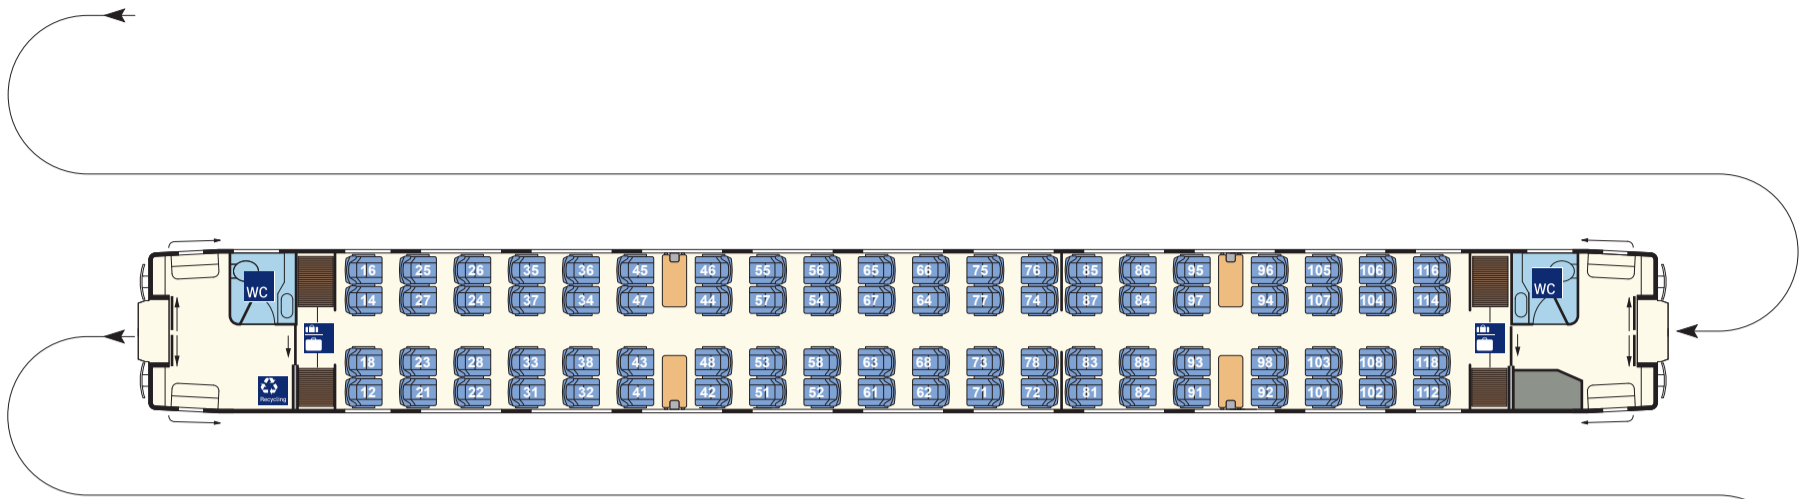 16 25 26 35 36 45 46 55 56 65 66 75 76 85 86 95 96 105 106 116
WC WC
14 27 24 37 34 47 44 57 54 67 64 77 74 87 84 97 94 107 104 114
18 23 28 33 38 43 48 53 58 63 68 73 78 83 88 93 98 103 108 118
12 21 22 31 32 41 42 51 52 61 62 71 72 81 82 91 92 101 102 112
Recycling